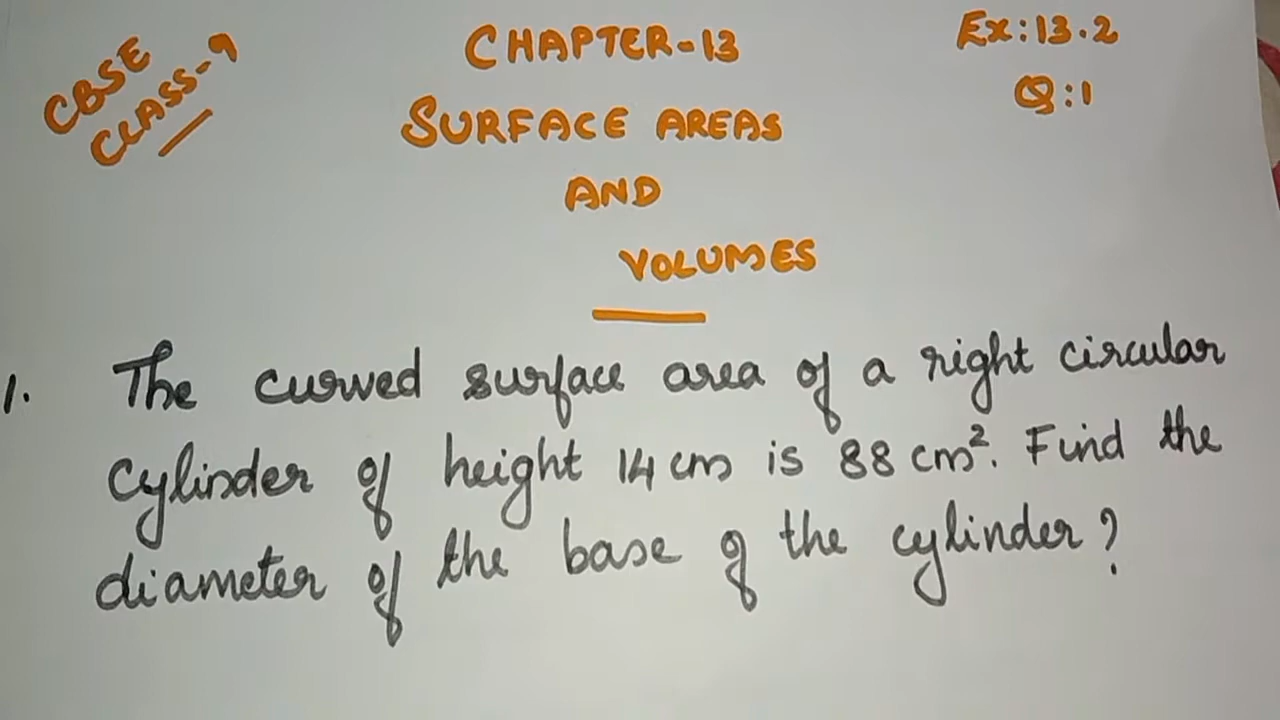 CBSE
CLASS-9
CHAPTER-13
Ex:13.2
Q:1
SURFACE AREAS
AND
VOLUMES
1. The curved surface area of a right circular
cylinder of height 14 cm is 88 cm². Find the
diameter of the base of the cylinder?